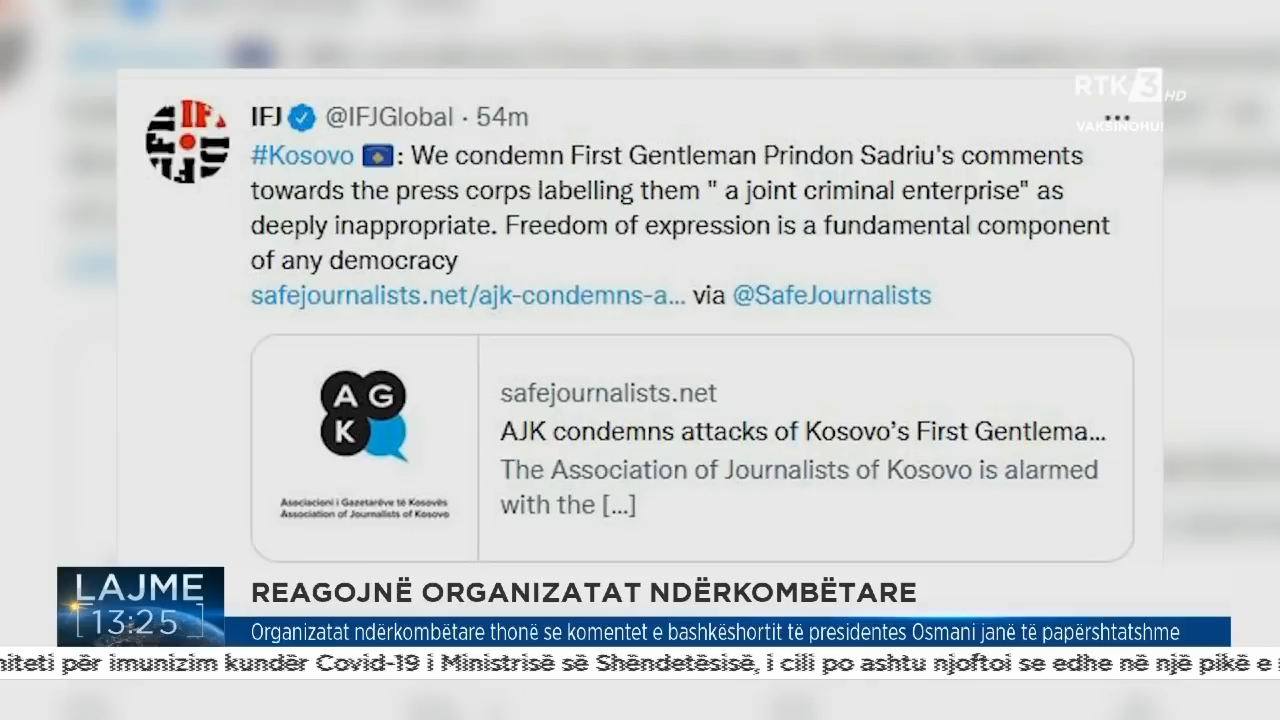 RTK 3 HD
VAKSINOHU!
IFJ @IFJGlobal · 54m
#Kosovo 🇽🇰: We condemn First Gentleman Prindon Sadriu's comments
towards the press corps labelling them " a joint criminal enterprise" as
deeply inappropriate. Freedom of expression is a fundamental component
of any democracy
safejournalists.net/ajk-condemns-a... via @SafeJournalists
A G
K
Asociacioni i Gazetarëve të Kosovës
Association of Journalists of Kosovo
safejournalists.net
AJK condemns attacks of Kosovo's First Gentlema...
The Association of Journalists of Kosovo is alarmed
with the [...]
LAJME
13:25
REAGOJNË ORGANIZATAT NDËRKOMBËTARE
Organizatat ndërkombëtare thonë se komentet e bashkëshortit të presidentes Osmani janë të papërshtatshme
niteti për imunizim kundër Covid-19 i Ministrisë së Shëndetësisë, i cili po ashtu njoftoi se edhe në një pikë e